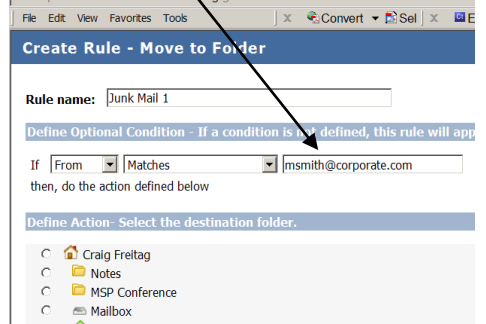 File Edit View Favorites Tools x Convert Sel x
Create Rule - Move to Folder
Rule name: Junk Mail 1
Define Optional Condition - If a condition is not defined, this rule will
If From Matches msmith@corporate.com
then, do the action defined below
Define Action- Select the destination folder.
Craig Freitag
Notes
MSP Conference
Mailbox